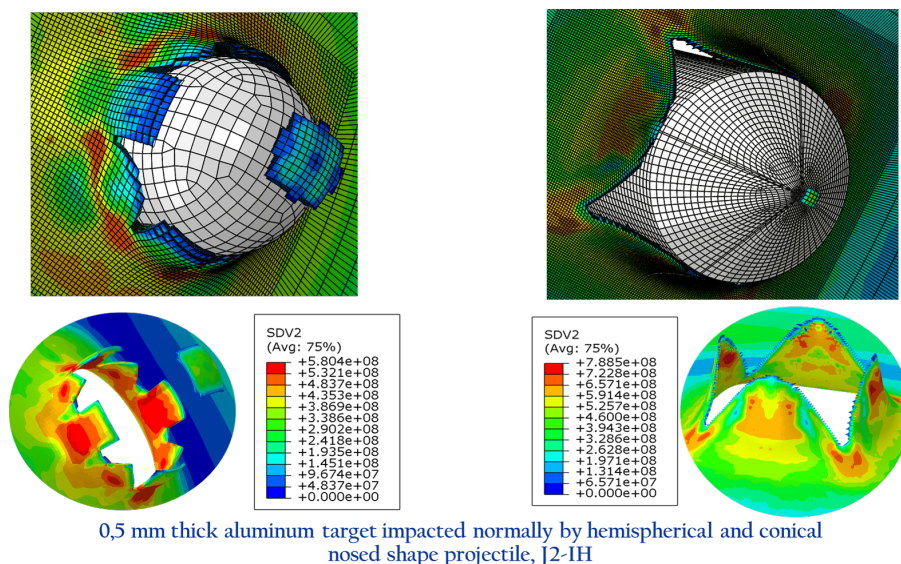 SDV2
(Avg: 75%)
+5.804e+08
+5.321e+08
+4.837e+08
+4.353e+08
+3.869e+08
+3.386e+08
+2.902e+08
+2.418e+08
+1.935e+08
+1.451e+08
+9.674e+07
+4.837e+07
+0.000e+00
SDV2
(Avg: 75%)
+7.885e+08
+7.228e+08
+6.571e+08
+5.914e+08
+5.257e+08
+4.600e+08
+3.943e+08
+3.286e+08
+2.628e+08
+1.971e+08
+1.314e+08
+6.571e+07
+0.000e+00
0,5 mm thick aluminum target impacted normally by hemispherical and conical
nosed shape projectile, J2-IH